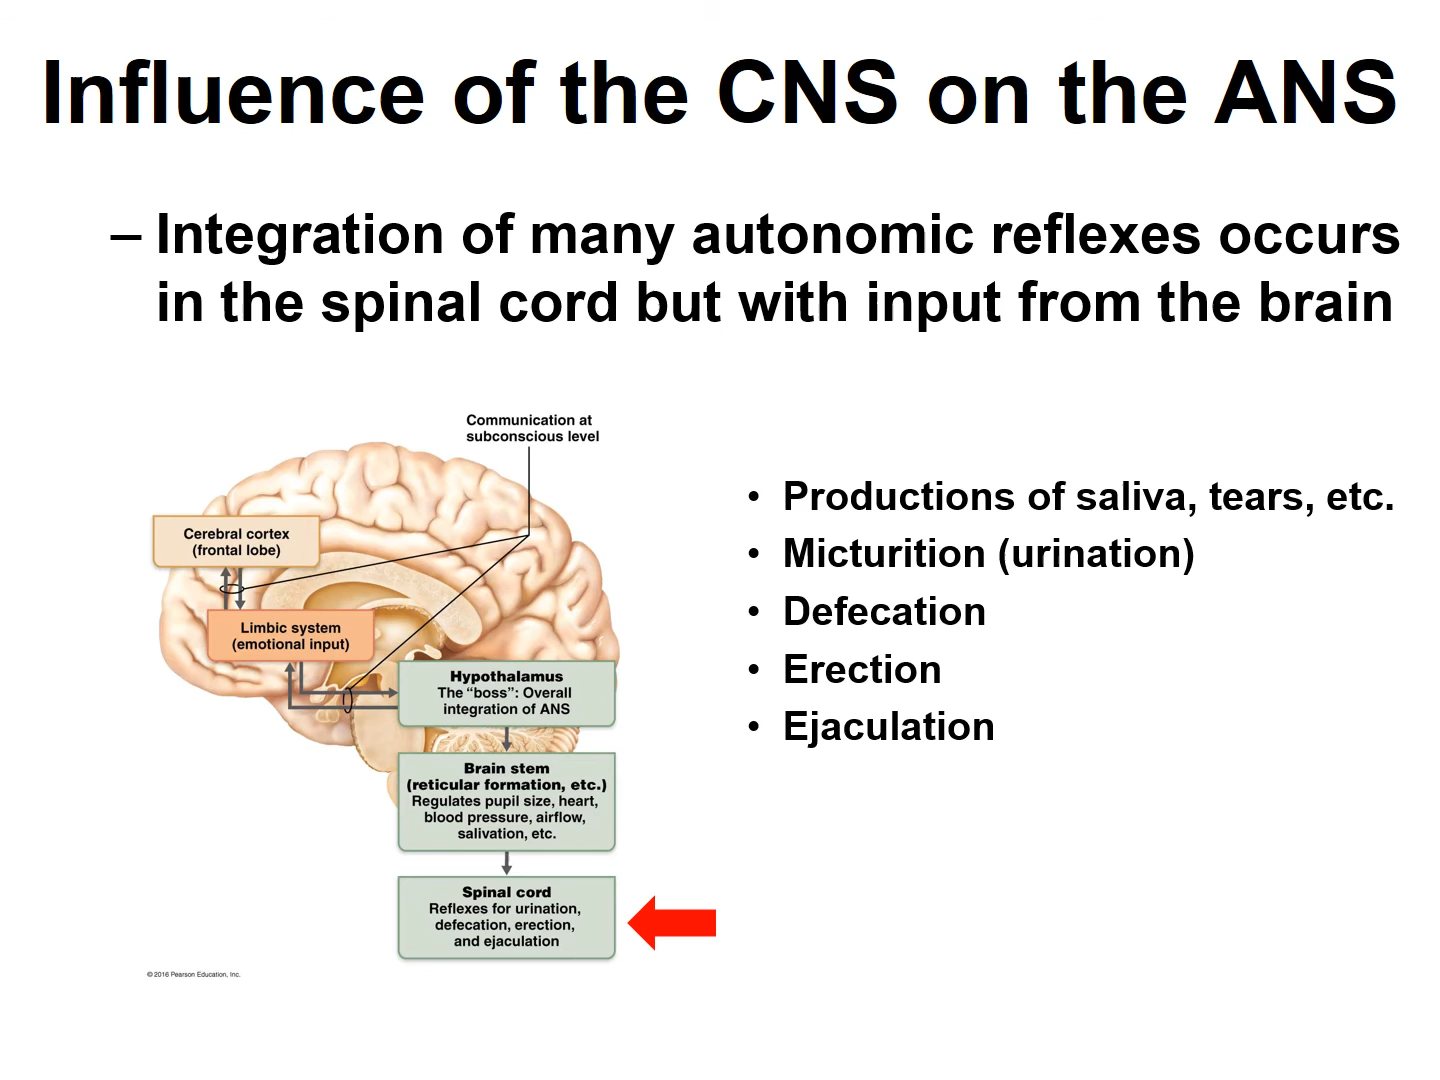 Influence of the CNS on the ANS
– Integration of many autonomic reflexes occurs
in the spinal cord but with input from the brain
Communication at
subconscious level
Cerebral cortex
(frontal lobe)
Limbic system
(emotional input)
Hypothalamus
The “boss”: Overall
integration of ANS
Brain stem
(reticular formation, etc.)
Regulates pupil size, heart,
blood pressure, airflow,
salivation, etc.
Spinal cord
Reflexes for urination,
defecation, erection,
and ejaculation
© 2016 Pearson Education, Inc.
• Productions of saliva, tears, etc.
• Micturition (urination)
• Defecation
• Erection
• Ejaculation